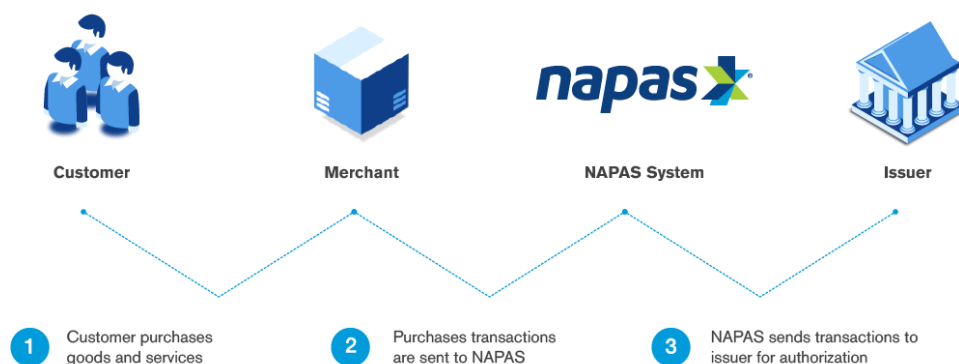 napas
Customer
Merchant
NAPAS System
Issuer
1
Customer purchases
goods and services
2
Purchases transactions
are sent to NAPAS
3
NAPAS sends transactions to
issuer for authorization